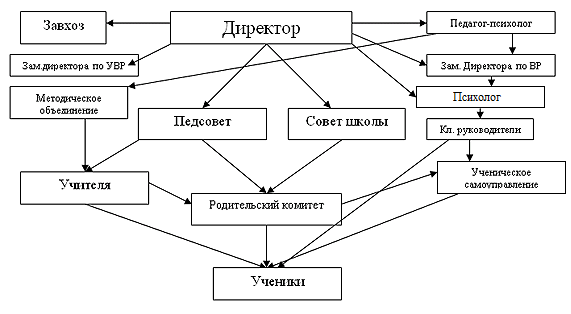 Завхоз
Директор
Педагог-психолог
Зам.директора по УВР
Зам. Директора по ВР
Методическое
объединение
Психолог
Педсовет
Совет школы
Кл. руководители
Учителя
Родительский комитет
Ученическое
самоуправление
Ученики